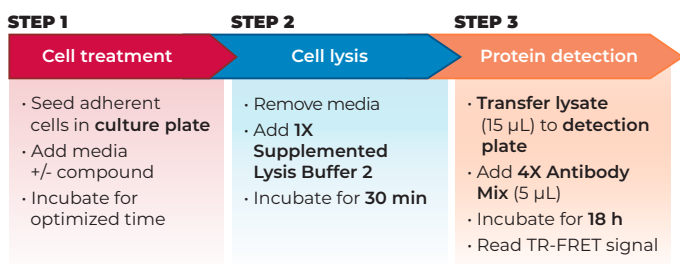 STEP 1
Cell treatment
· Seed adherent
cells in culture plate
· Add media
+/- compound
· Incubate for
optimized time
STEP 2
Cell lysis
· Remove media
· Add 1X
Supplemented
Lysis Buffer 2
· Incubate for 30 min
STEP 3
Protein detection
· Transfer lysate
(15 µL) to detection
plate
· Add 4X Antibody
Mix (5 µL)
· Incubate for 18 h
· Read TR-FRET signal